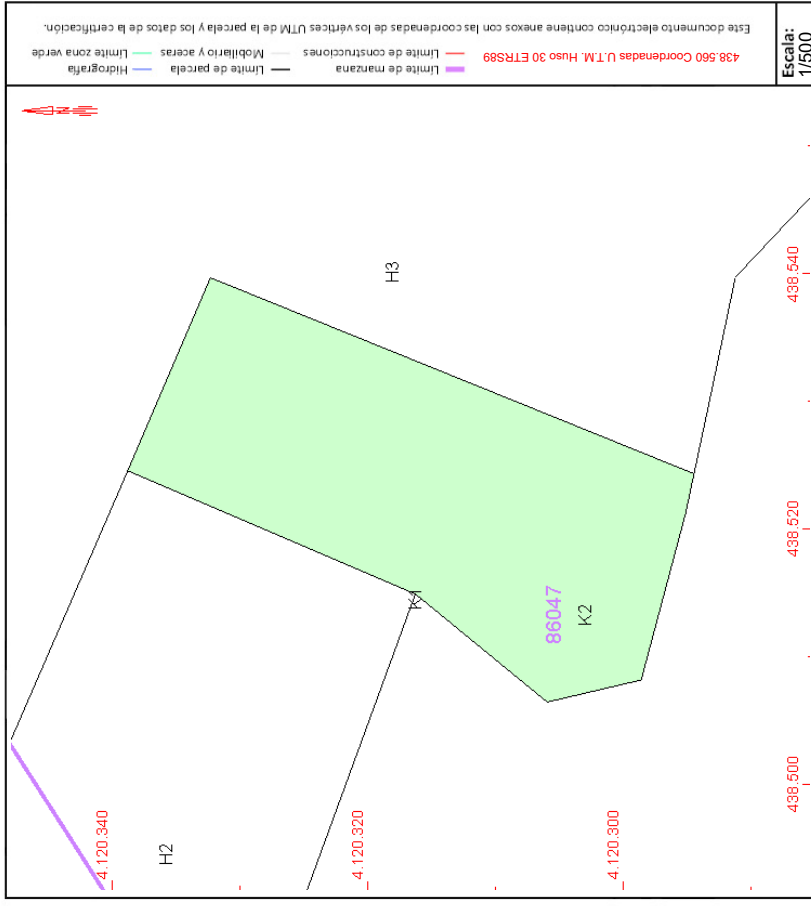 Este documento electrónico contiene anexos con las coordenadas de los vértices UTM de la parcela y los datos de la certificación.
438.560 Coordenadas U.T.M. Huso 30 ETRS89
Límite de manzana
Límite de construcciones
Límite de parcela
Mobiliario y aceras
Hidrografía
Límite zona verde
Escala:
1/500
H3
438.540
438.520
438.500
86047
K2
K1
H2
4.120.340
4.120.320
4.120.300